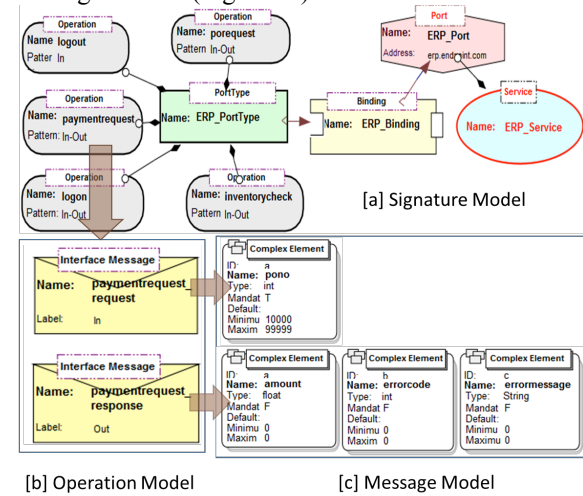 Operation
Name logout
Patter In
Operation
Name: porequest
Pattern In-Out
Port
Name: ERP_Port
Address: erp.endpoint.com
Operation
Name: paymentrequest
Pattern: In-Out
PortType
Name: ERP_PortType
Binding
Name: ERP_Binding
Service
Name: ERP_Service
Operation
Name: logon
Pattern: In-Out
Operation
Name: inventorycheck
Pattern In-Out
[a] Signature Model
Interface Message
Name: paymentrequest_
request
Label: In
Complex Element
ID: a
Name: pono
Type: int
Mandat T
Default:
Minimu 10000
Maxim 99999
Interface Message
Name: paymentrequest_
response
Label: Out
Complex Element
ID: a
Name: amount
Type: float
Mandat F
Default:
Minimu 0
Maxim 0
Complex Element
ID: b
Name: errorcode
Type: int
Mandat F
Default:
Minimu 0
Maxim 0
Complex Element
ID: c
Name: errormessage
Type: String
Mandat F
Default:
Minimu 0
Maximu 0
[b] Operation Model
[c] Message Model